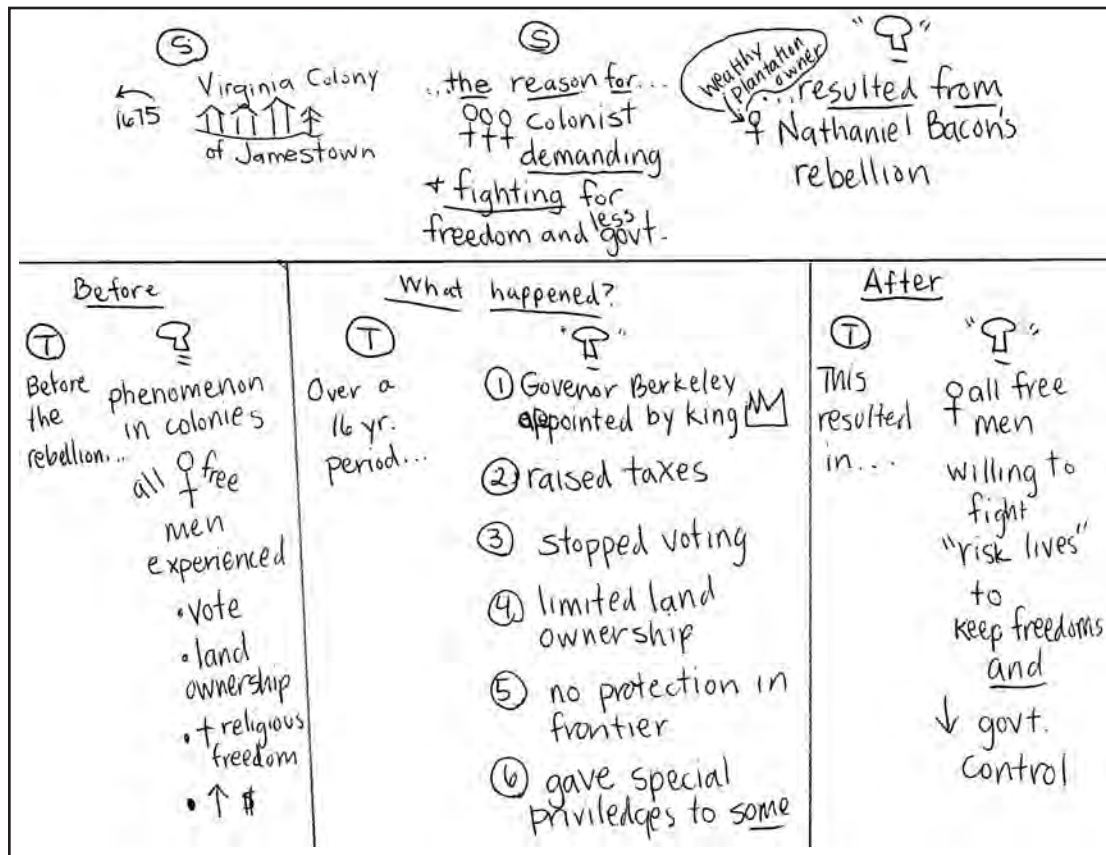 S
1675
Virginia Colony
of Jamestown
S
...the reason for...
colonist
demanding
+ fighting for
freedom and less govt.
wealthy
plantation
owner
" "
...resulted from
Nathaniel Bacon's
rebellion
Before
T
Before
the
rebellion...
phenomenon
in colonies
all free
men
experienced
• vote
• land
ownership
• + religious
freedom
• ↑ $
What happened?
T
Over a
16 yr.
period...
" "
① Govenor Berkeley
appointed by king
② raised taxes
③ stopped voting
④ limited land
ownership
⑤ no protection in
frontier
⑥ gave special
priviledges to some
After
T
This
resulted
in...
" "
all free
men
willing to
fight
"risk lives"
to
keep freedoms
and
↓ govt.
control